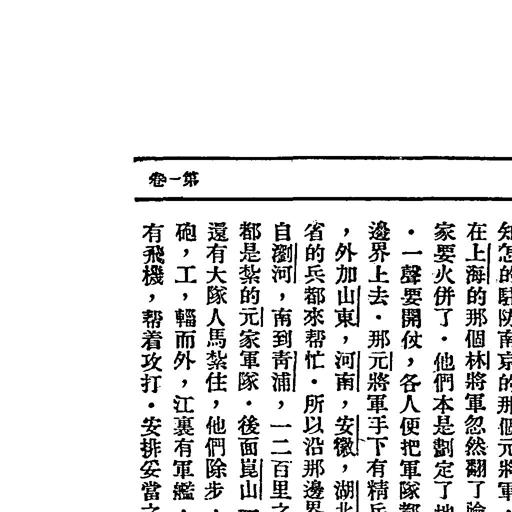 第一卷
知怎的駐防南京的那個元將軍，
在上海的那個林將軍忽然翻了臉
家要火併了・他們本是劃定了地
・一聲要開仗，各人便把軍隊都
邊界上去・那元將軍手下有精兵
，外加山東，河南，安徽，湖北
省的兵都來帮忙・所以沿那邊界
自瀏河，南到靑浦，一二百里之
都是紮的元家軍隊・後面崑山
還有大隊人馬紮住，他們除步，
砲，工，輜而外，江裏有軍艦，
有飛機，帮着攻打・安排妥當之